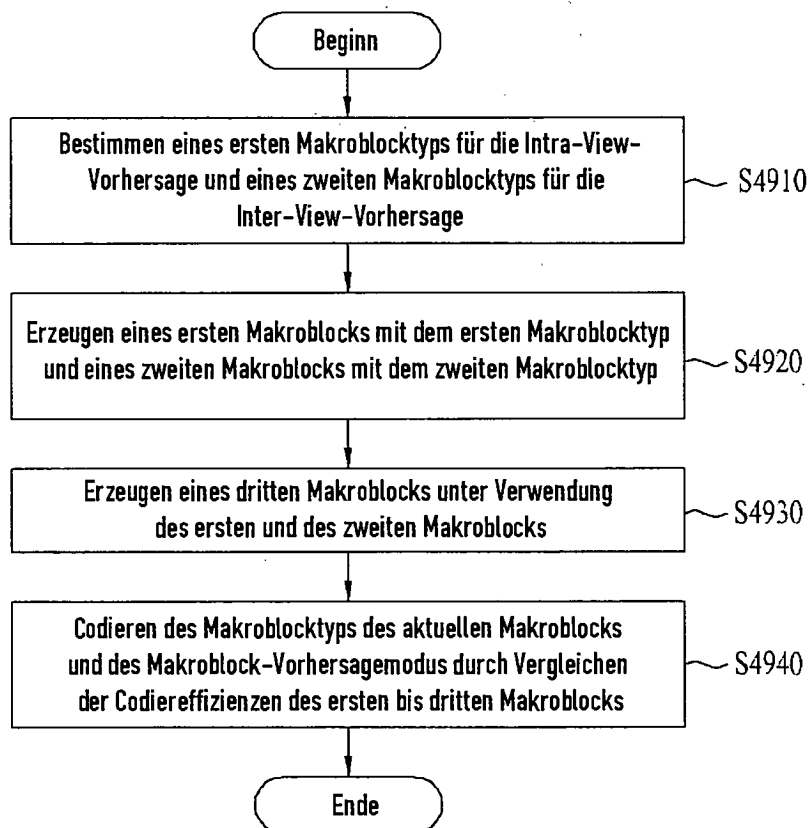 Beginn
Bestimmen eines ersten Makroblocktyps für die Intra-View-
Vorhersage und eines zweiten Makroblocktyps für die
Inter-View-Vorhersage
S4910
Erzeugen eines ersten Makroblocks mit dem ersten Makroblocktyp
und eines zweiten Makroblocks mit dem zweiten Makroblocktyp
S4920
Erzeugen eines dritten Makroblocks unter Verwendung
des ersten und des zweiten Makroblocks
S4930
Codieren des Makroblocktyps des aktuellen Makroblocks
und des Makroblock-Vorhersagemodus durch Vergleichen
der Codiereffizienzen des ersten bis dritten Makroblocks
S4940
Ende